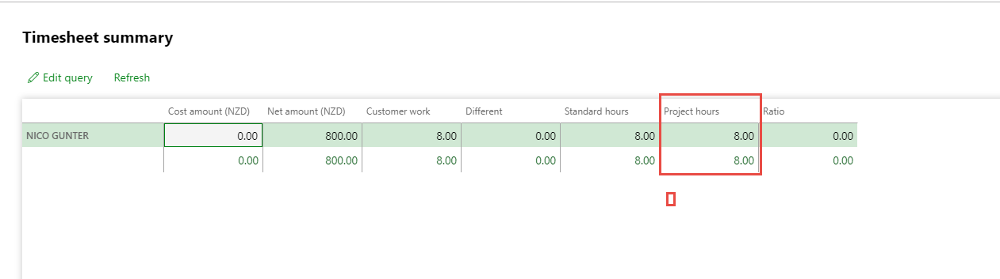 Timesheet summary
Edit query Refresh
Cost amount (NZD) Net amount (NZD) Customer work Different Standard hours Project hours Ratio
NICO GUNTER 0.00 800.00 8.00 0.00 8.00 8.00 0.00
0.00 800.00 8.00 0.00 8.00 8.00 0.00